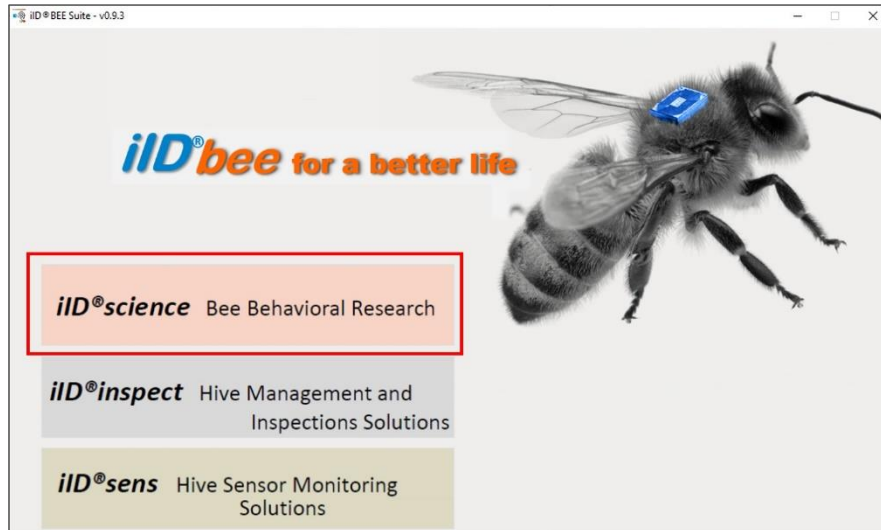 iID® BEE Suite - v0.9.3
iID®bee for a better life
iID®science Bee Behavioral Research
iID®inspect Hive Management and
Inspections Solutions
iID®sens Hive Sensor Monitoring
Solutions